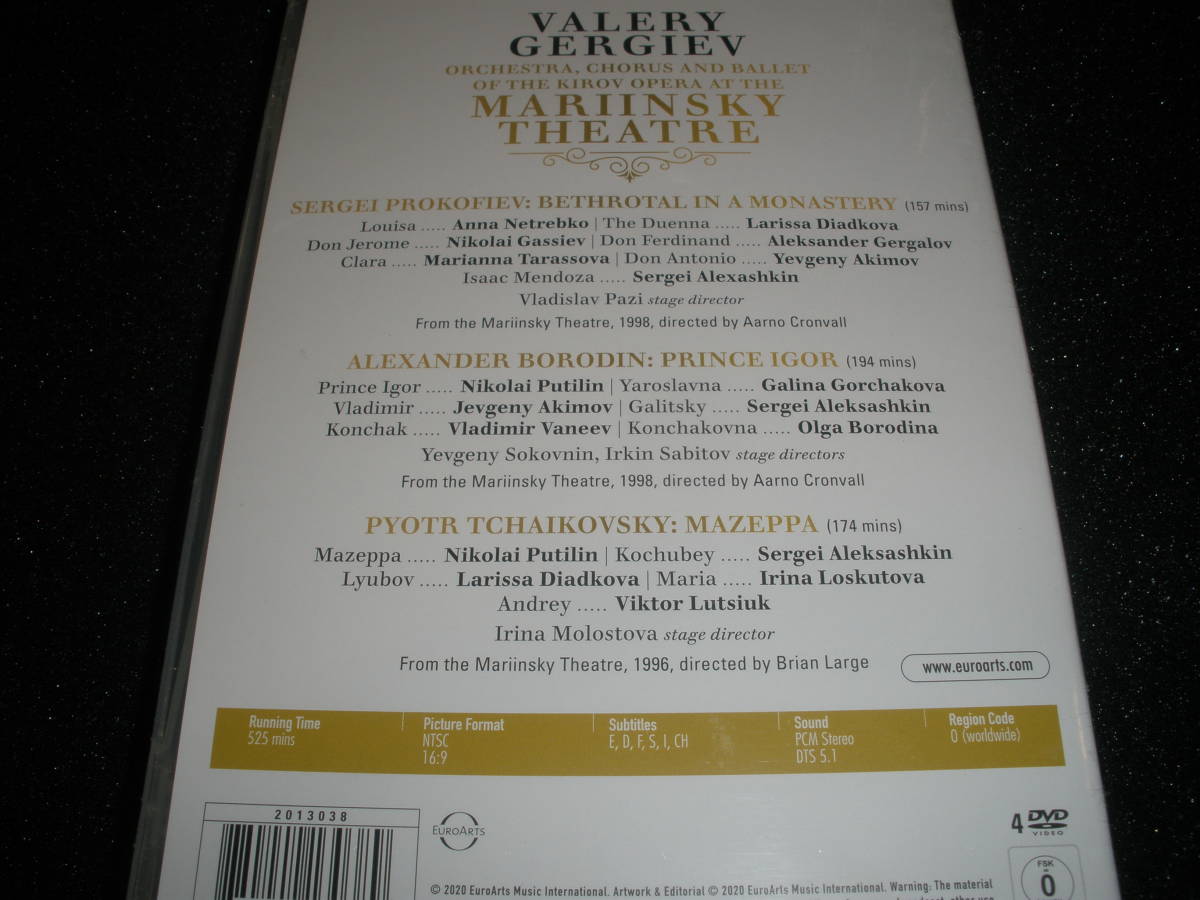 VALERY
GERGIEV
ORCHESTRA, CHORUS AND BALLET
OF THE KIROV OPERA AT THE
MARIINSKY
THEATRE
SERGEI PROKOFIEV: BETHROTAL IN A MONASTERY (157 mins)
Louisa ..... Anna Netrebko | The Duenna ..... Larissa Diadkova
Don Jerome ..... Nikolai Gassiev | Don Ferdinand ..... Aleksander Gergalov
Clara ..... Marianna Tarassova | Don Antonio ..... Yevgeny Akimov
Isaac Mendoza ..... Sergei Alexashkin
Vladislav Pazi stage director
From the Mariinsky Theatre, 1998, directed by Aarno Cronvall
ALEXANDER BORODIN: PRINCE IGOR (194 mins)
Prince Igor ..... Nikolai Putilin | Yaroslavna ..... Galina Gorchakova
Vladimir ..... Jevgeny Akimov | Galitsky ..... Sergei Aleksashkin
Konchak ..... Vladimir Vaneev | Konchakovna ..... Olga Borodina
Yevgeny Sokovnin, Irkin Sabitov stage directors
From the Mariinsky Theatre, 1998, directed by Aarno Cronvall
PYOTR TCHAIKOVSKY: MAZEPPA (174 mins)
Mazeppa ..... Nikolai Putilin | Kochubey ..... Sergei Aleksashkin
Lyubov ..... Larissa Diadkova | Maria ..... Irina Loskutova
Andrey ..... Viktor Lutsiuk
Irina Molostova stage director
From the Mariinsky Theatre, 1996, directed by Brian Large
www.euroarts.com
Running Time
525 mins
Picture Format
NTSC
16:9
Subtitles
E, D, F, S, I, CH
Sound
PCM Stereo
DTS 5.1
Region Code
0 (worldwide)
2013038
EUROARTS
4 DVD
VIDEO
FSK
0
© 2020 EuroArts Music International. Artwork & Editorial © 2020 EuroArts Music International. Warning: The material